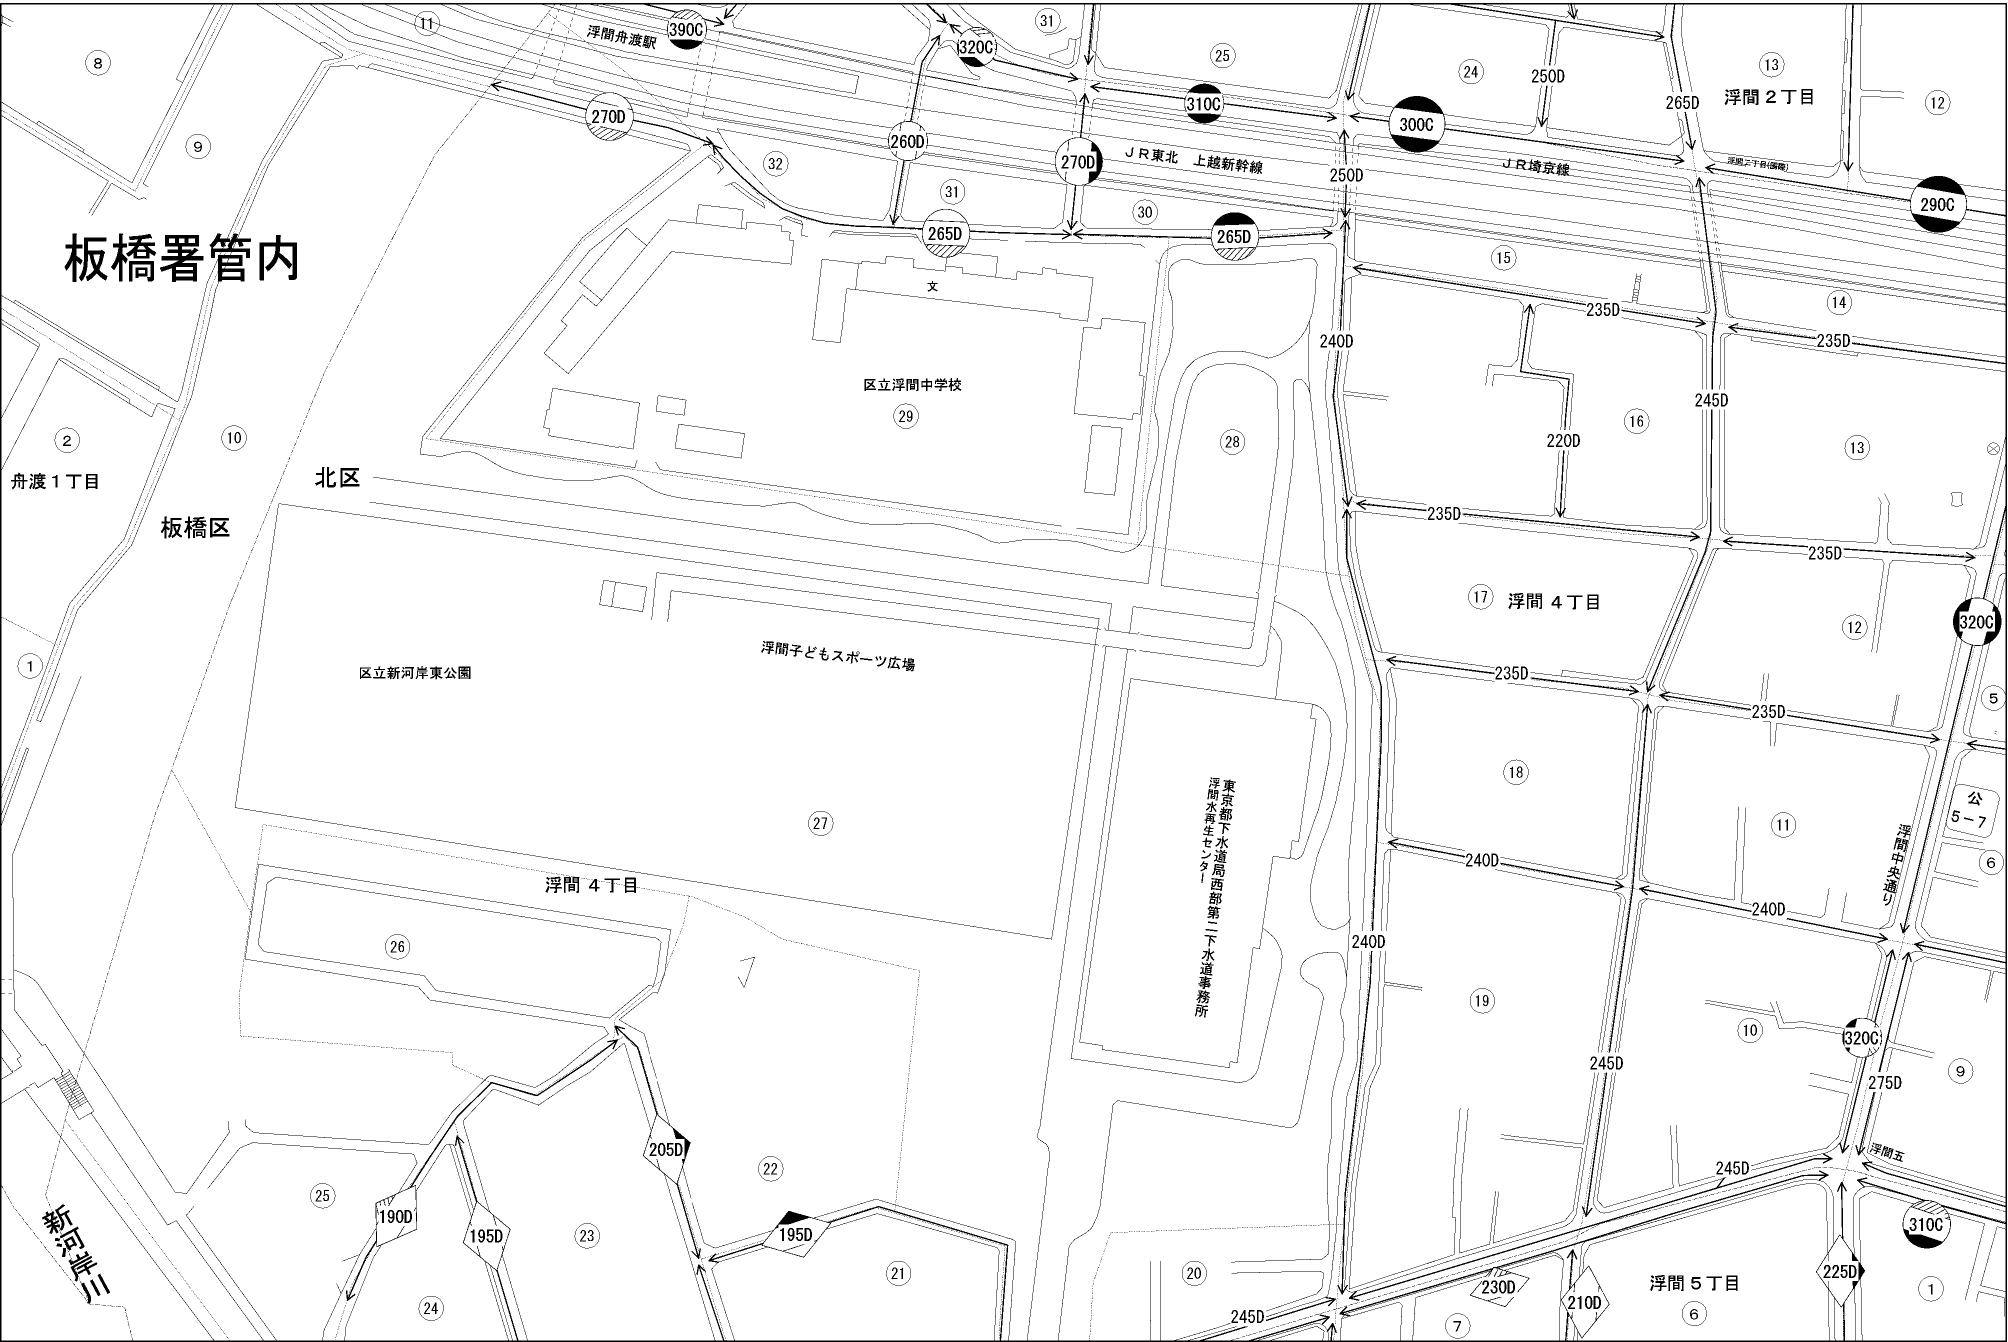 11
390C
浮間舟渡駅
320C
31
25
310C
24
250D
265D
13
浮間２丁目
12
8
9
270D
32
260D
31
270D
30
ＪＲ東北　上越新幹線
300C
ＪＲ埼京線
250D
290C
板橋署管内
265D
265D
文
15
14
235D
235D
240D
区立浮間中学校
29
28
245D
16
220D
13
2
10
舟渡１丁目
北区
板橋区
235D
235D
17
浮間４丁目
12
320C
1
区立新河岸東公園
浮間子どもスポーツ広場
235D
235D
5
18
東京都下水道局西部第二下水道事務所
浮間水再生センター
27
11
公
5－7
浮間中央通り
6
浮間４丁目
26
240D
240D
240D
19
10
320C
245D
275D
9
205D
22
25
190D
195D
23
195D
新河岸川
245D
浮間五
310C
21
20
24
245D
230D
210D
225D
浮間５丁目
7
6
1